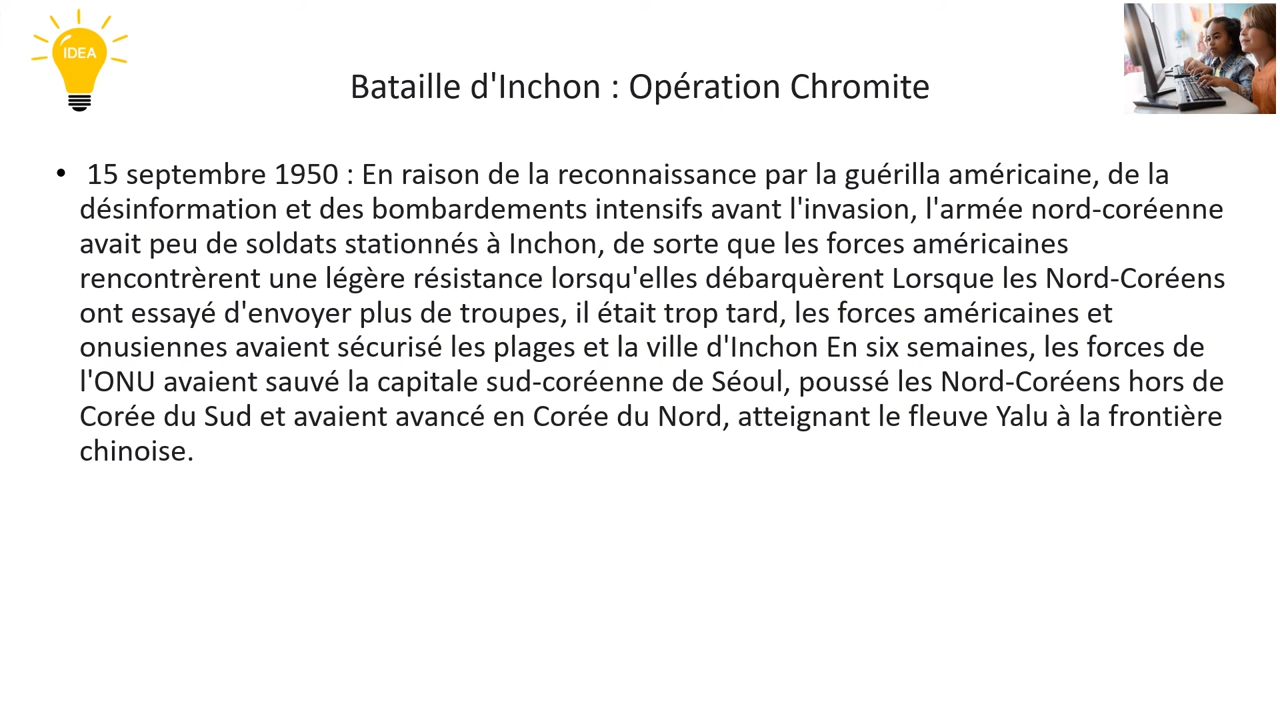 IDEA
Bataille d'Inchon : Opération Chromite
• 15 septembre 1950 : En raison de la reconnaissance par la guérilla américaine, de la
désinformation et des bombardements intensifs avant l'invasion, l'armée nord-coréenne
avait peu de soldats stationnés à Inchon, de sorte que les forces américaines
rencontrèrent une légère résistance lorsqu'elles débarquèrent Lorsque les Nord-Coréens
ont essayé d'envoyer plus de troupes, il était trop tard, les forces américaines et
onusiennes avaient sécurisé les plages et la ville d'Inchon En six semaines, les forces de
l'ONU avaient sauvé la capitale sud-coréenne de Séoul, poussé les Nord-Coréens hors de
Corée du Sud et avaient avancé en Corée du Nord, atteignant le fleuve Yalu à la frontière
chinoise.